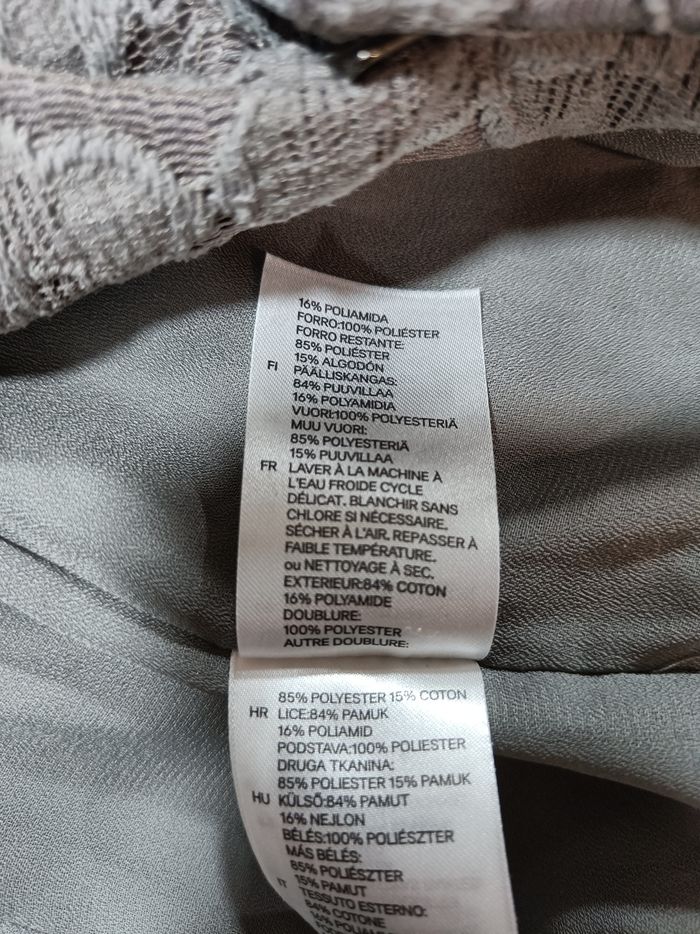 16% POLIAMIDA
FORRO:100% POLIÉSTER
FORRO RESTANTE:
85% POLIÉSTER
15% ALGODÓN
FI PÄÄLLISKANGAS:
84% PUUVILLAA
16% POLYAMIDIA
VUORI:100% POLYESTERIÄ
MUU VUORI:
85% POLYESTERIÄ
15% PUUVILLAA
FR LAVER À LA MACHINE À
L'EAU FROIDE CYCLE
DÉLICAT. BLANCHIR SANS
CHLORE SI NÉCESSAIRE.
SÉCHER À L'AIR. REPASSER À
FAIBLE TEMPÉRATURE.
ou NETTOYAGE À SEC.
EXTERIEUR:84% COTON
16% POLYAMIDE
DOUBLURE:
100% POLYESTER
AUTRE DOUBLURE:
85% POLYESTER 15% COTON
HR LICE:84% PAMUK
16% POLIAMID
PODSTAVA:100% POLIESTER
DRUGA TKANINA:
85% POLIESTER 15% PAMUK
HU KÜLSŐ:84% PAMUT
16% NEJLON
BÉLÉS:100% POLIÉSZTER
MÁS BÉLÉS:
85% POLIÉSZTER
15% PAMUT
IT TESSUTO ESTERNO:
84% COTONE
16%